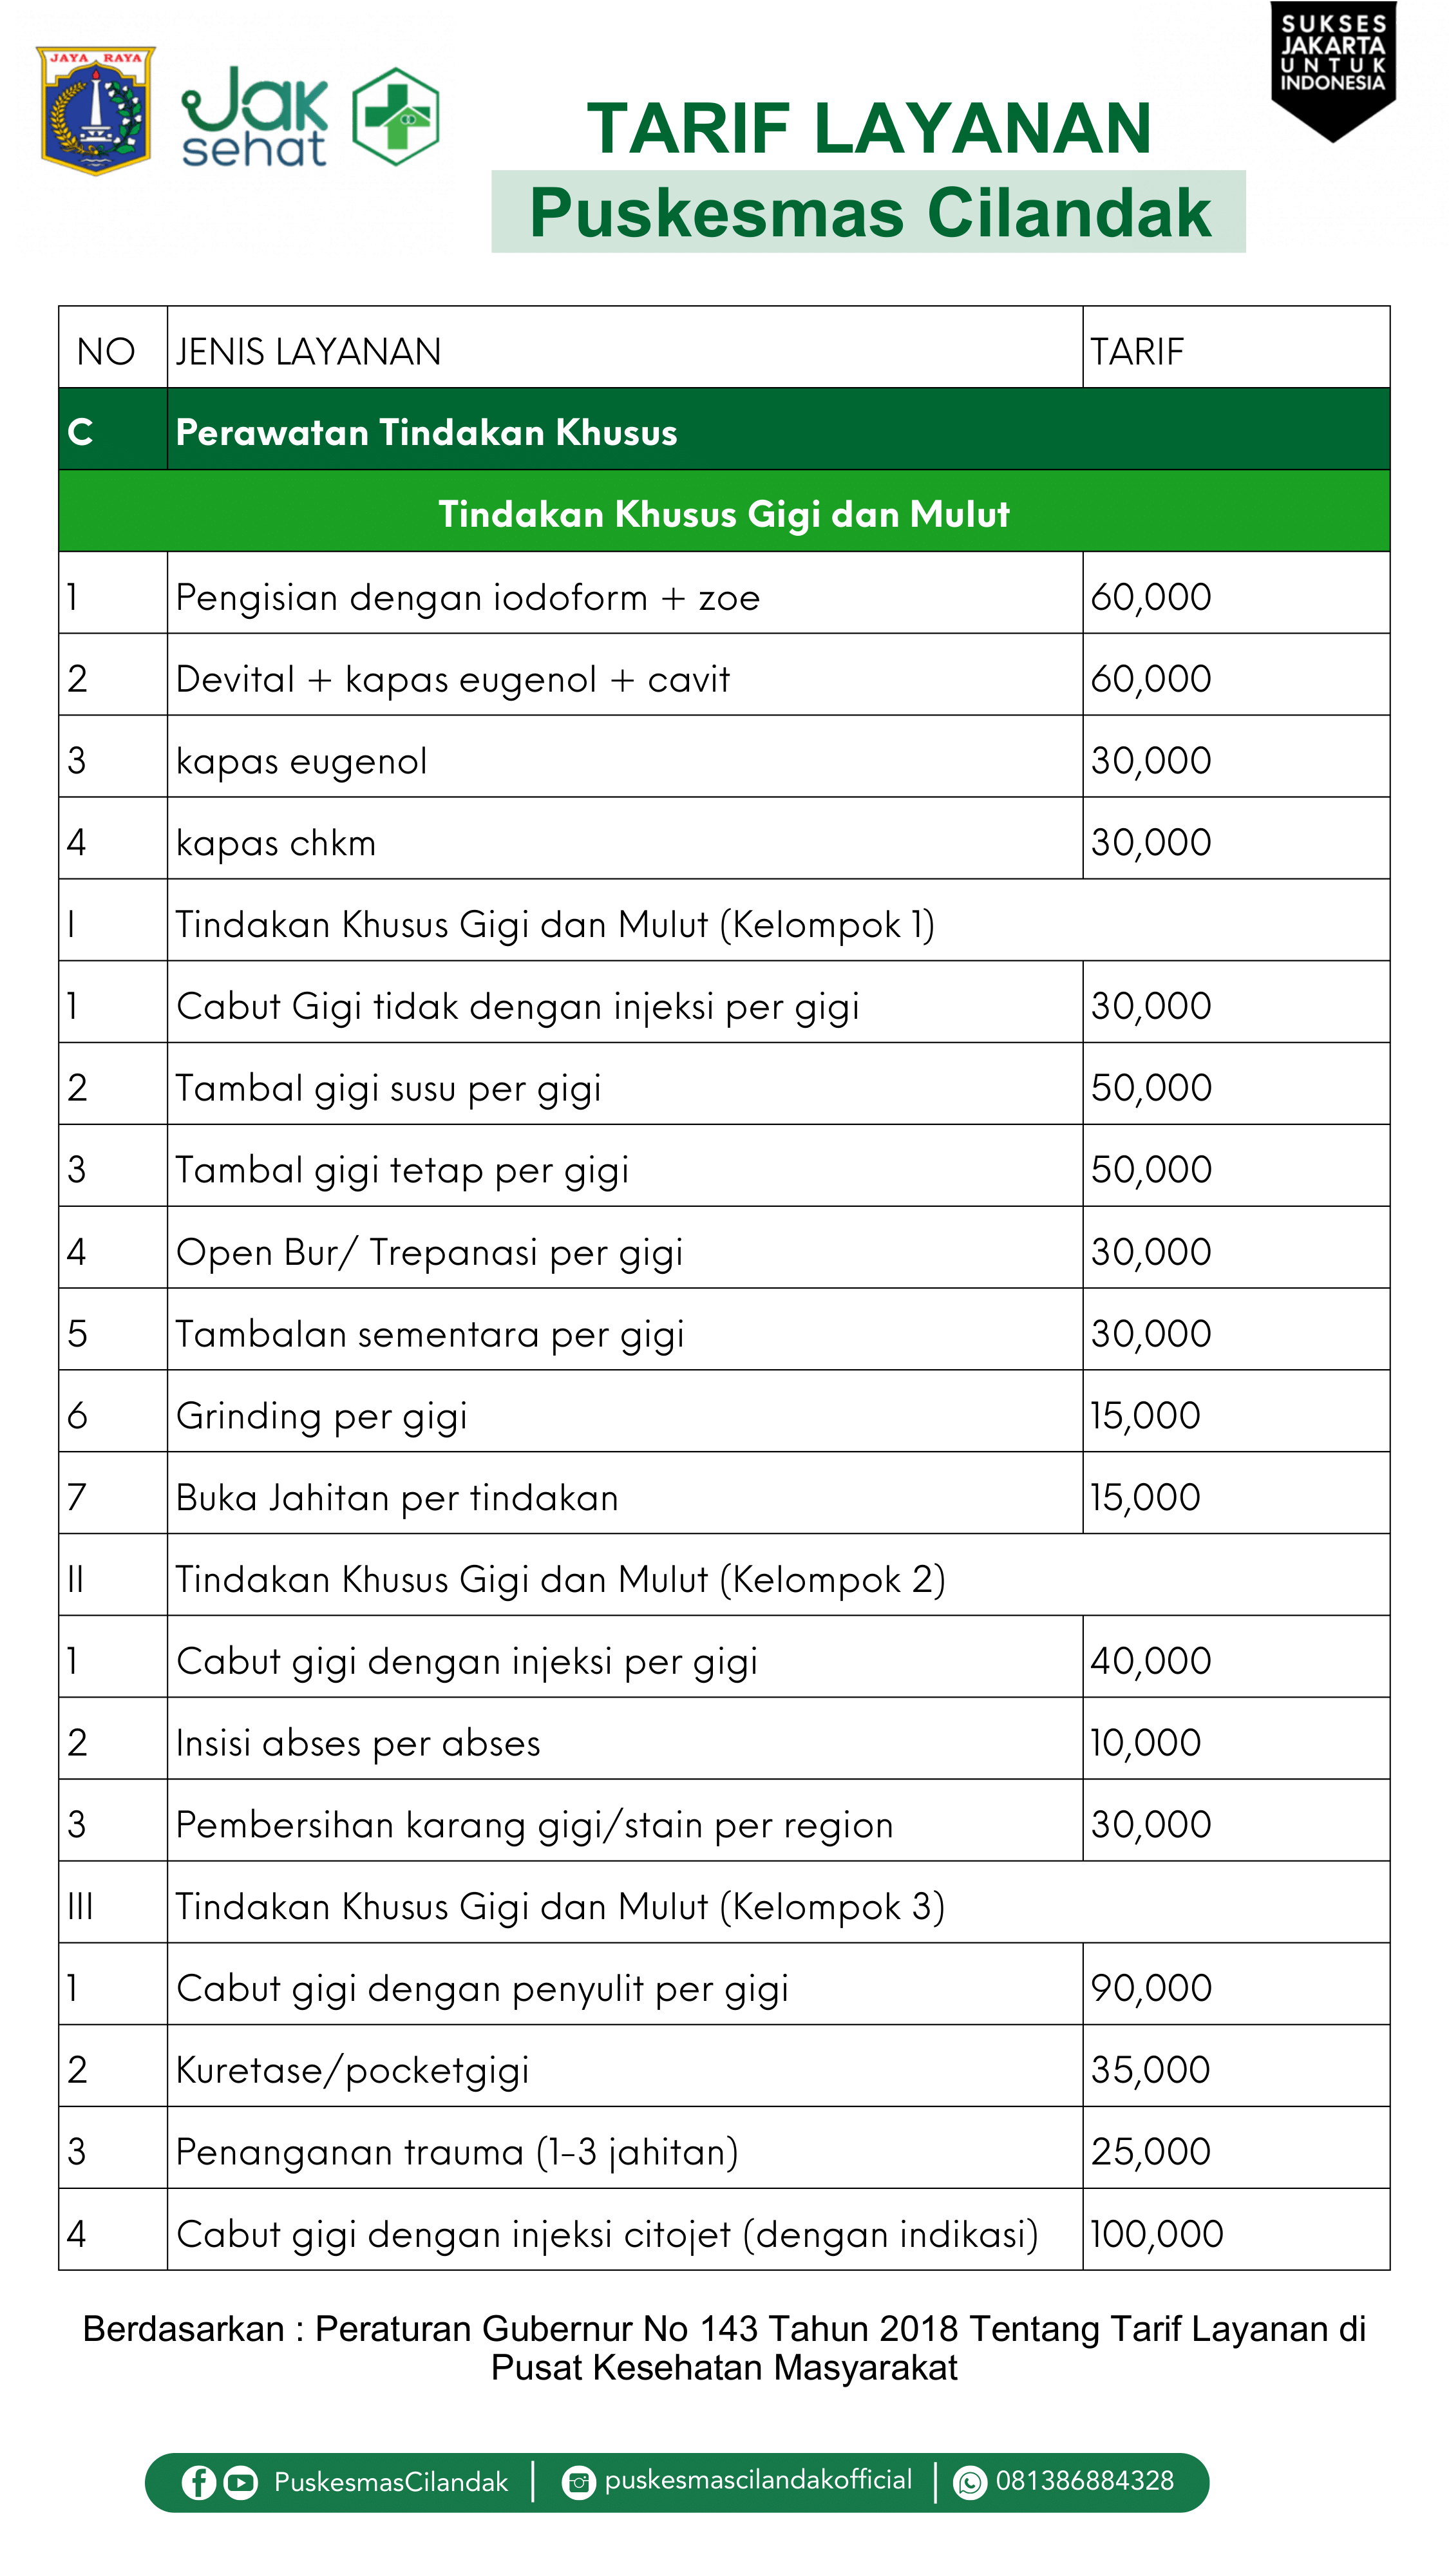 JAYA RAYA
Jak
sehat
SUKSES
JAKARTA
UNTUK
INDONESIA
TARIF LAYANAN
Puskesmas Cilandak
NO JENIS LAYANAN TARIF
C Perawatan Tindakan Khusus
Tindakan Khusus Gigi dan Mulut
1 Pengisian dengan iodoform + zoe 60,000
2 Devital + kapas eugenol + cavit 60,000
3 kapas eugenol 30,000
4 kapas chkm 30,000
I Tindakan Khusus Gigi dan Mulut (Kelompok 1)
1 Cabut Gigi tidak dengan injeksi per gigi 30,000
2 Tambal gigi susu per gigi 50,000
3 Tambal gigi tetap per gigi 50,000
4 Open Bur/ Trepanasi per gigi 30,000
5 Tambalan sementara per gigi 30,000
6 Grinding per gigi 15,000
7 Buka Jahitan per tindakan 15,000
II Tindakan Khusus Gigi dan Mulut (Kelompok 2)
1 Cabut gigi dengan injeksi per gigi 40,000
2 Insisi abses per abses 10,000
3 Pembersihan karang gigi/stain per region 30,000
III Tindakan Khusus Gigi dan Mulut (Kelompok 3)
1 Cabut gigi dengan penyulit per gigi 90,000
2 Kuretase/pocketgigi 35,000
3 Penanganan trauma (1-3 jahitan) 25,000
4 Cabut gigi dengan injeksi citojet (dengan indikasi) 100,000
Berdasarkan : Peraturan Gubernur No 143 Tahun 2018 Tentang Tarif Layanan di
Pusat Kesehatan Masyarakat
PuskesmasCilandak | puskesmascilandakofficial | 081386884328